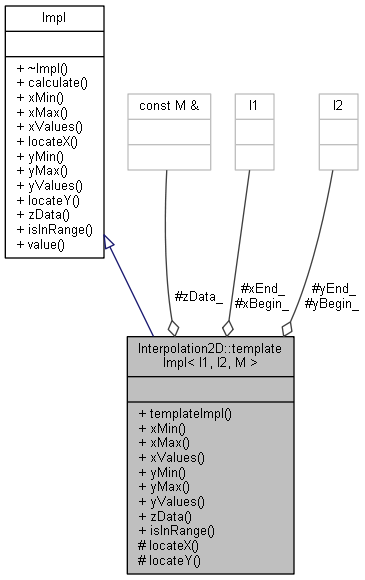 Impl
+ ~Impl()
+ calculate()
+ xMin()
+ xMax()
+ xValues()
+ locateX()
+ yMin()
+ yMax()
+ yValues()
+ locateY()
+ zData()
+ isInRange()
+ value()
const M &
I1
I2
#zData_
#xEnd_
#xBegin_
#yEnd_
#yBegin_
Interpolation2D::template
Impl< I1, I2, M >
+ templateImpl()
+ xMin()
+ xMax()
+ xValues()
+ yMin()
+ yMax()
+ yValues()
+ zData()
+ isInRange()
# locateX()
# locateY()